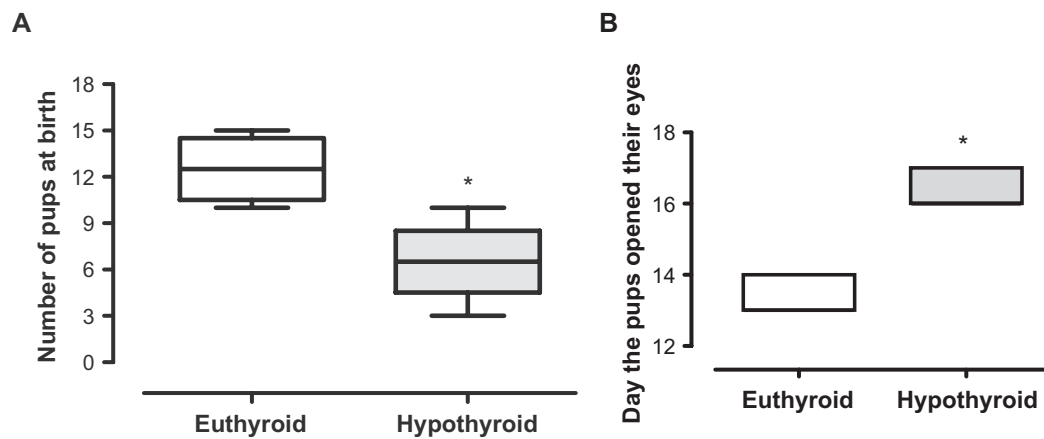 A
Number of pups at birth
18
15
12
9
6
3
0
*
Euthyroid
Hypothyroid
B
Day the pups opened their eyes
18
16
14
12
*
Euthyroid
Hypothyroid